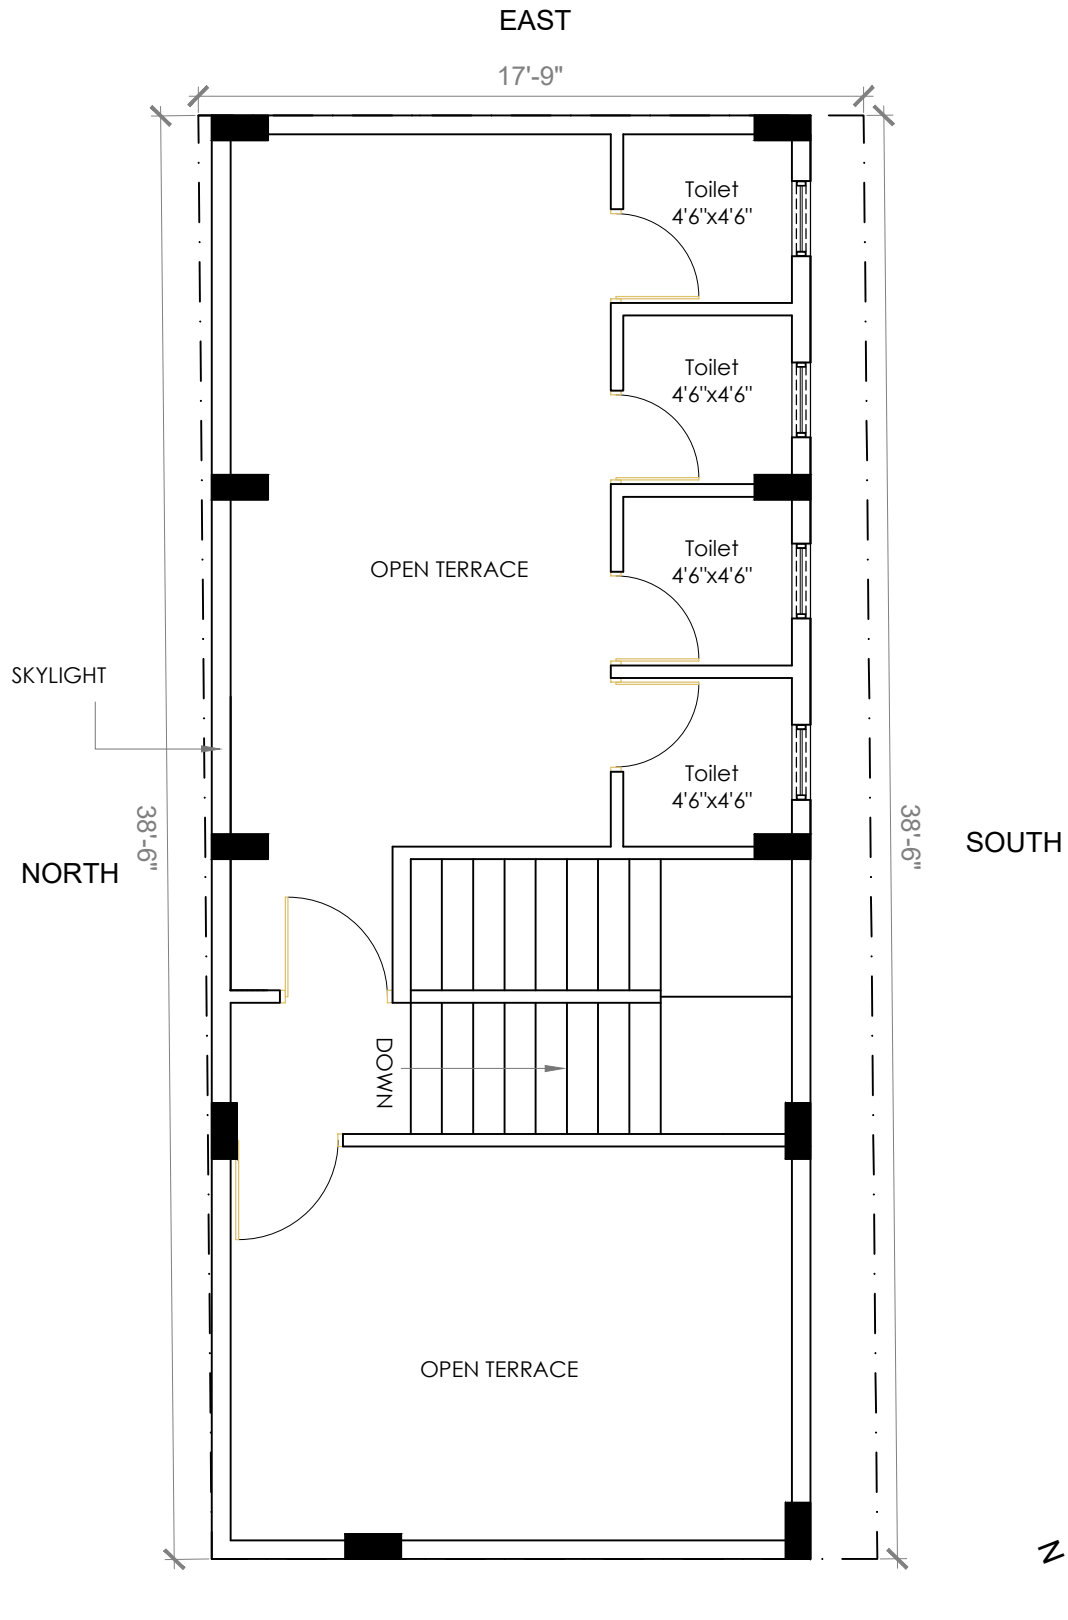 EAST
17'-9"
Toilet
4'6"x4'6"
Toilet
4'6"x4'6"
Toilet
4'6"x4'6"
OPEN TERRACE
SKYLIGHT
Toilet
4'6"x4'6"
38'-6"
38'-6"
SOUTH
NORTH
DOWN
OPEN TERRACE
N